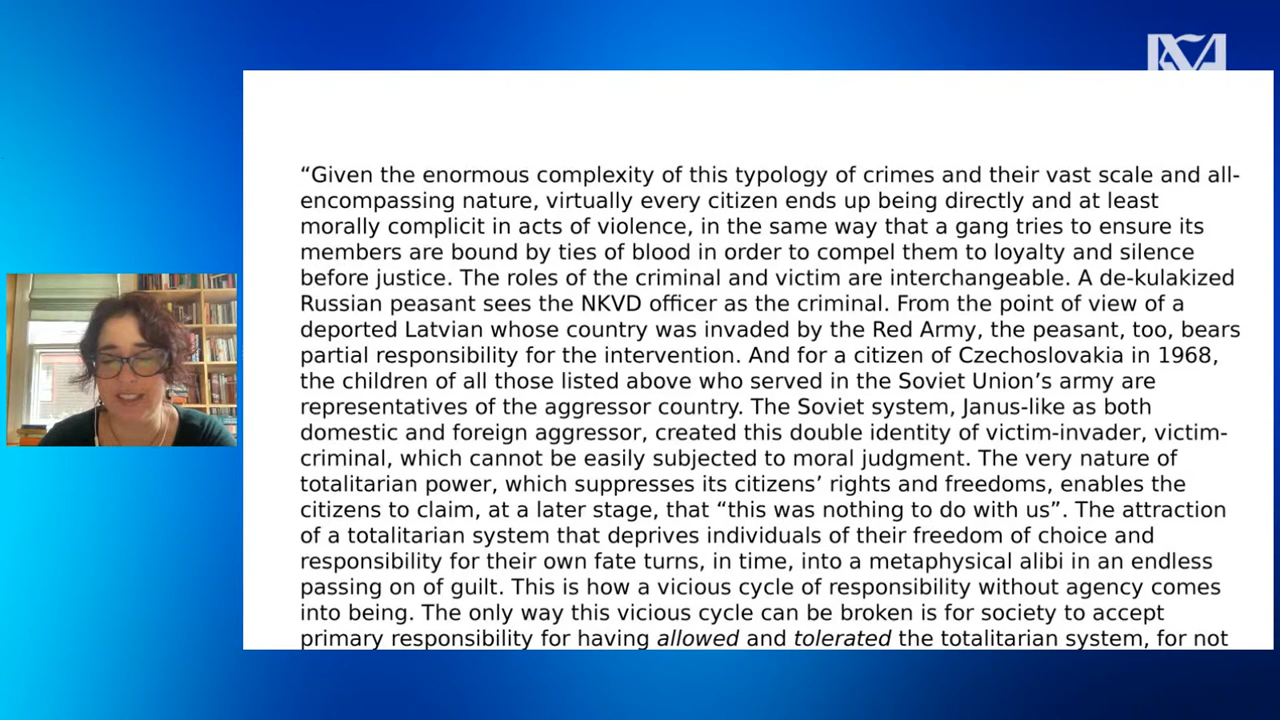 “Given the enormous complexity of this typology of crimes and their vast scale and all-
encompassing nature, virtually every citizen ends up being directly and at least
morally complicit in acts of violence, in the same way that a gang tries to ensure its
members are bound by ties of blood in order to compel them to loyalty and silence
before justice. The roles of the criminal and victim are interchangeable. A de-kulakized
Russian peasant sees the NKVD officer as the criminal. From the point of view of a
deported Latvian whose country was invaded by the Red Army, the peasant, too, bears
partial responsibility for the intervention. And for a citizen of Czechoslovakia in 1968,
the children of all those listed above who served in the Soviet Union’s army are
representatives of the aggressor country. The Soviet system, Janus-like as both
domestic and foreign aggressor, created this double identity of victim-invader, victim-
criminal, which cannot be easily subjected to moral judgment. The very nature of
totalitarian power, which suppresses its citizens’ rights and freedoms, enables the
citizens to claim, at a later stage, that “this was nothing to do with us”. The attraction
of a totalitarian system that deprives individuals of their freedom of choice and
responsibility for their own fate turns, in time, into a metaphysical alibi in an endless
passing on of guilt. This is how a vicious cycle of responsibility without agency comes
into being. The only way this vicious cycle can be broken is for society to accept
primary responsibility for having allowed and tolerated the totalitarian system, for not